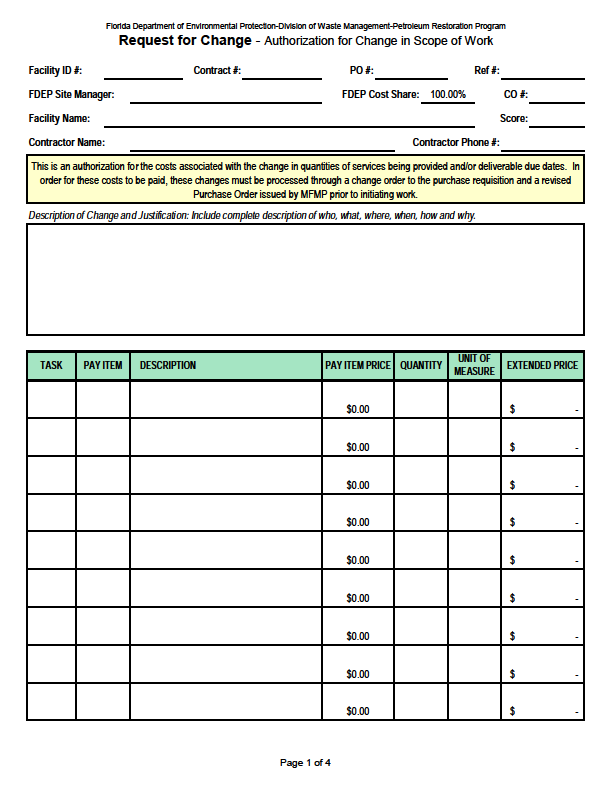 Florida Department of Environmental Protection-Division of Waste Management-Petroleum Restoration Program
Request for Change - Authorization for Change in Scope of Work
Facility ID #: Contract #: PO #: Ref #:
FDEP Site Manager: FDEP Cost Share: 100.00% CO #:
Facility Name: Score:
Contractor Name: Contractor Phone #:
This is an authorization for the costs associated with the change in quantities of services being provided and/or deliverable due dates. In
order for these costs to be paid, these changes must be processed through a change order to the purchase requisition and a revised
Purchase Order issued by MFMP prior to initiating work.
Description of Change and Justification: Include complete description of who, what, where, when, how and why.
TASK PAY ITEM DESCRIPTION PAY ITEM PRICE QUANTITY UNIT OF MEASURE EXTENDED PRICE
$0.00 $ -
$0.00 $ -
$0.00 $ -
$0.00 $ -
$0.00 $ -
$0.00 $ -
$0.00 $ -
$0.00 $ -
$0.00 $ -
Page 1 of 4